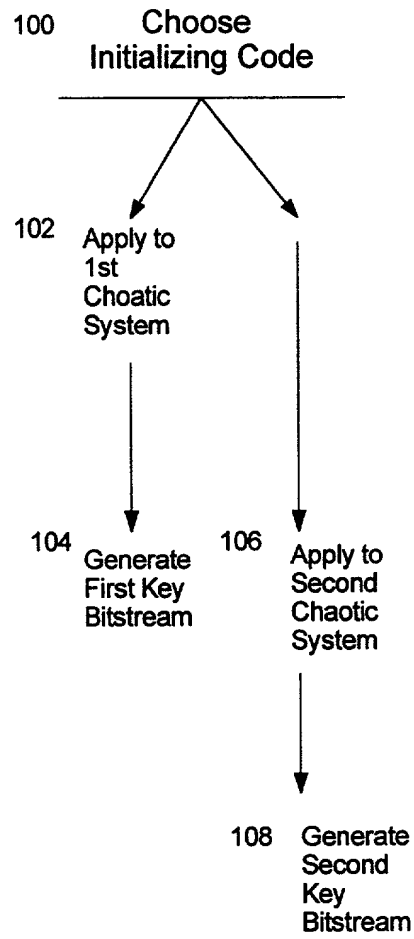 100
Choose
Initializing Code
102
Apply to
1st
Choatic
System
104
Generate
First Key
Bitstream
106
Apply to
Second
Chaotic
System
108
Generate
Second
Key
Bitstream